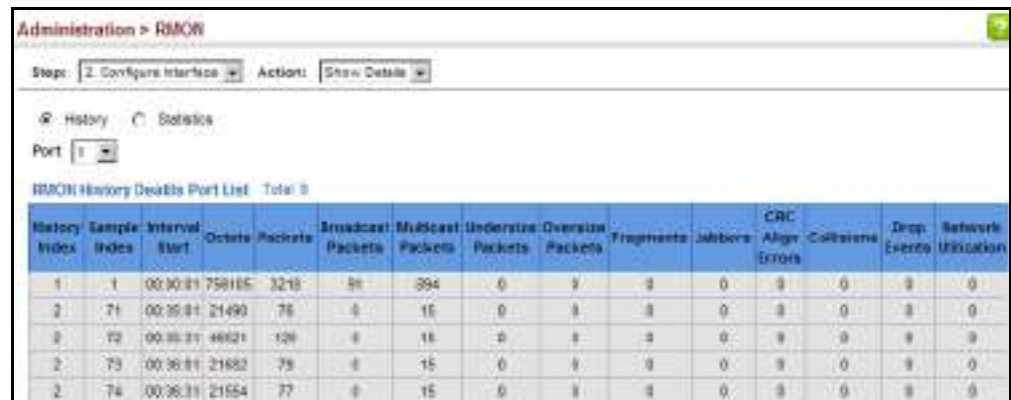 Administration > RMON
Step: 2. Configure Interface Action: Show Details
History Statistics
Port 1
RMON History Deatils Port List Total:
History Index Sample Index Interval Start Octets Packets Broadcast Packets Multicast Packets Undersize Packets Oversize Packets Fragments Jabbers CRC Align Errors Collisions Drop Events Network Utilization
1 1 00:30:01 758105 3218 91 394 0 0 0 0 0 0 0 0
2 71 00:35:01 21490 76 0 15 0 0 0 0 0 0 0 0
2 72 126 0 15 0 0 0 0 0 0 0 0
2 73 00:36:01 21682 79 0 15 0 0 0 0 0 0 0 0
2 74 00:36:31 21554 77 0 15 0 0 0 0 0 0 0 0